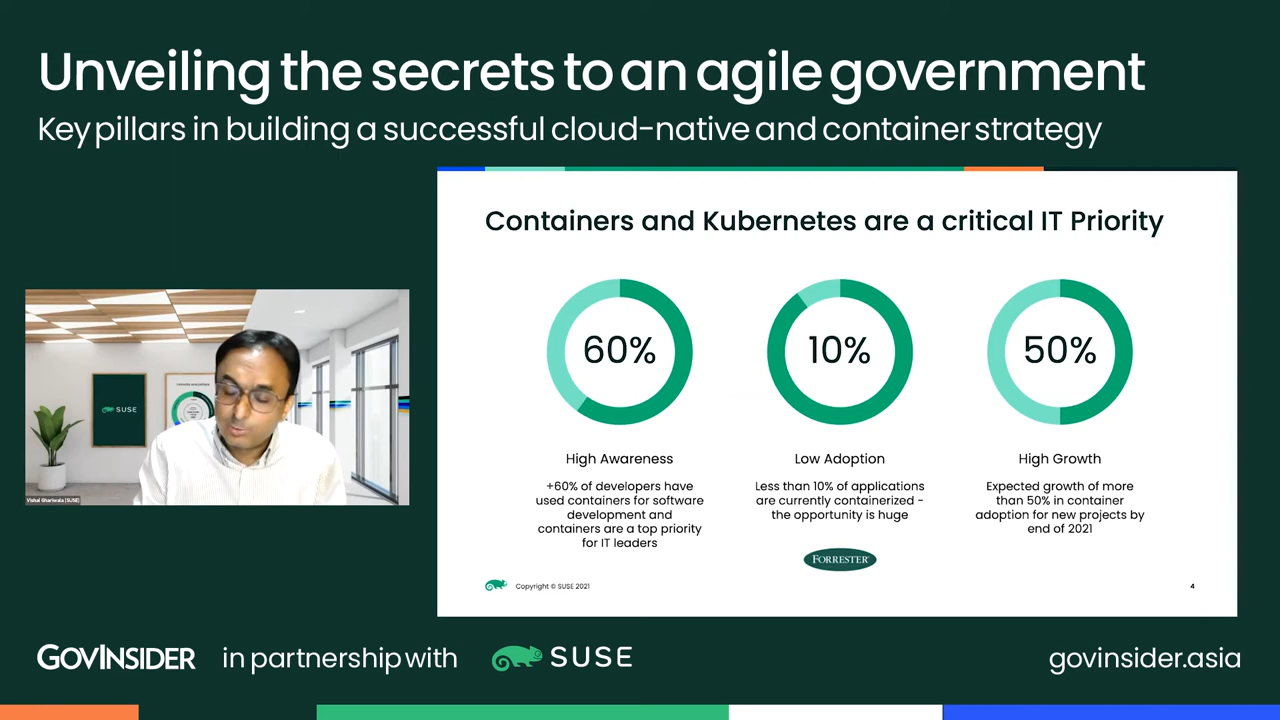 Unveiling the secrets to an agile government
Key pillars in building a successful cloud-native and container strategy
Containers and Kubernetes are a critical IT Priority
60%
10%
50%
High Awareness
+60% of developers have
used containers for software
development and
containers are a top priority
for IT leaders
Low Adoption
Less than 10% of applications
are currently containerized -
the opportunity is huge
High Growth
Expected growth of more
than 50% in container
adoption for new projects by
end of 2021
FORRESTER
Copyright © SUSE 2021
4
SUSE
Vishal Ghariwala (SUSE)
GOVINSIDER in partnership with SUSE
govinsider.asia